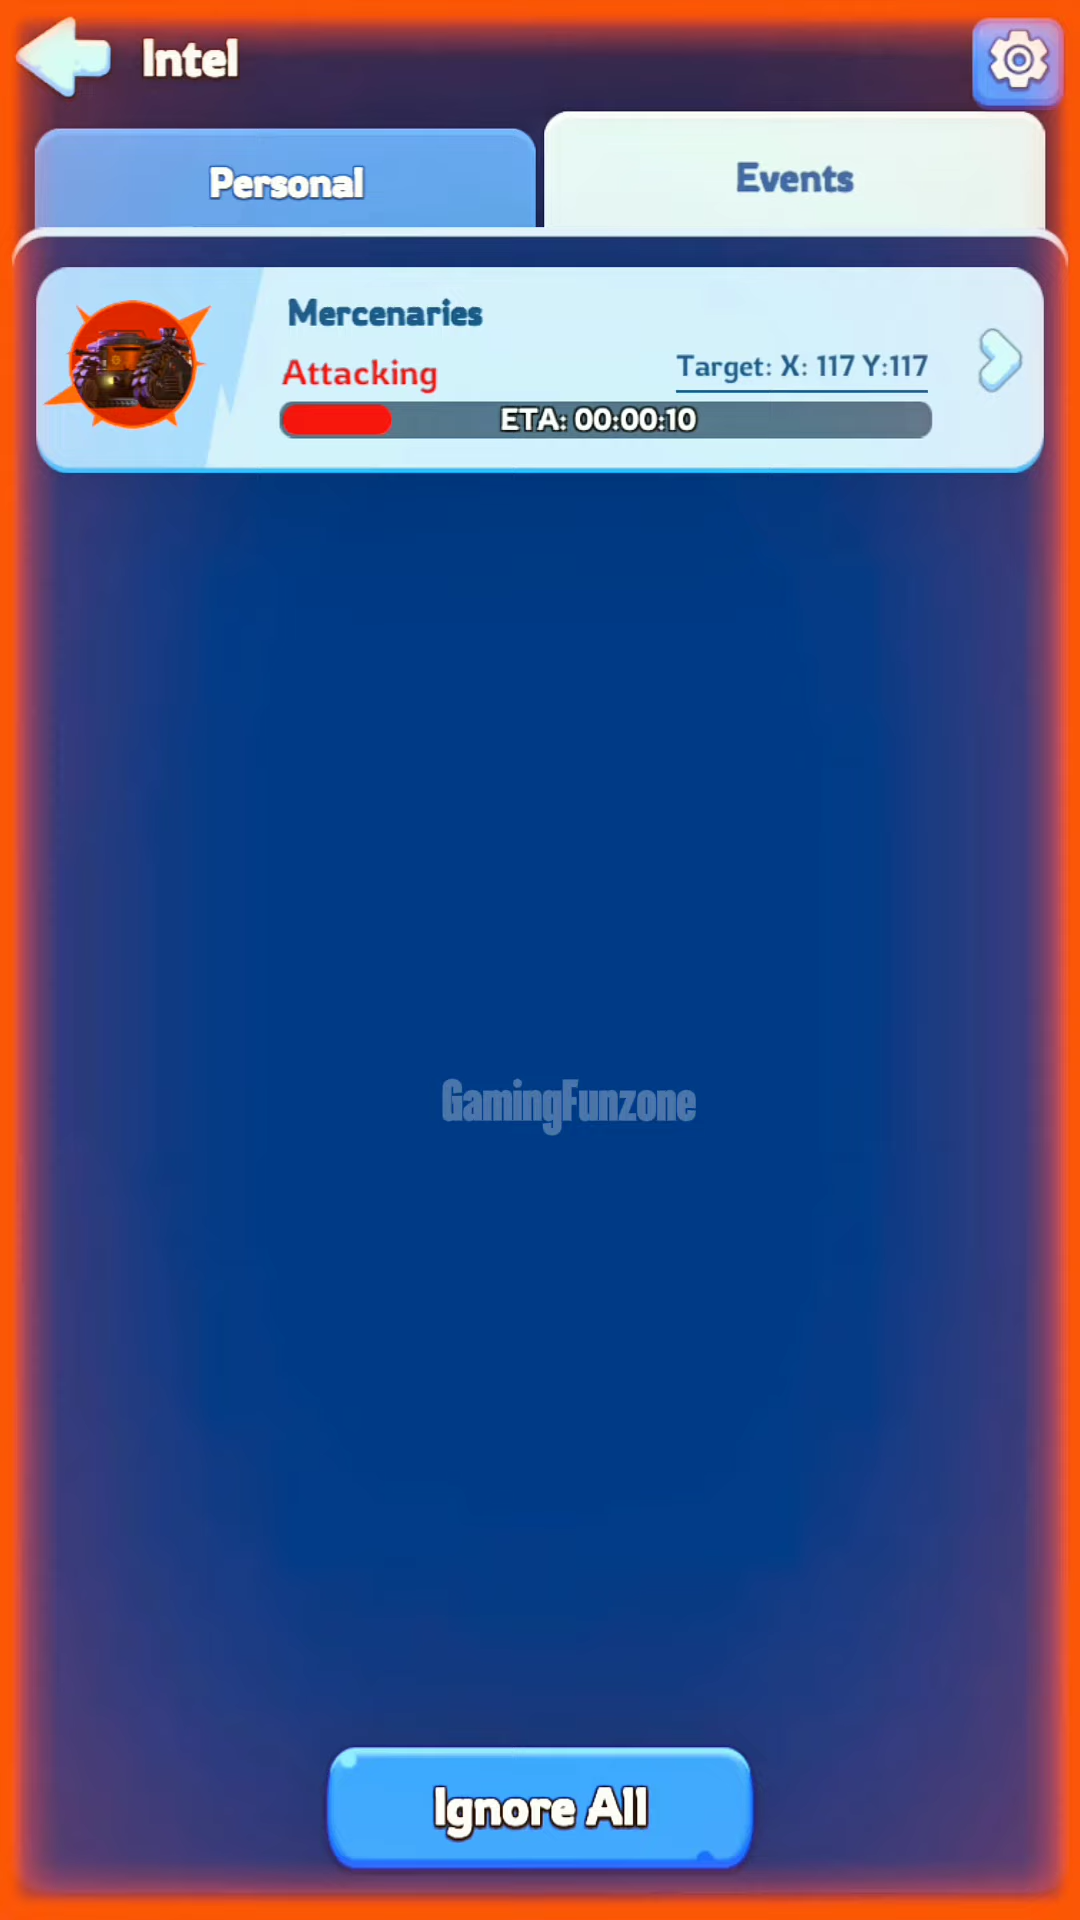 Intel
Personal
Events
Mercenaries
Attacking
Target: X: 117 Y:117
ETA: 00:00:10
GamingFunzone
Ignore All